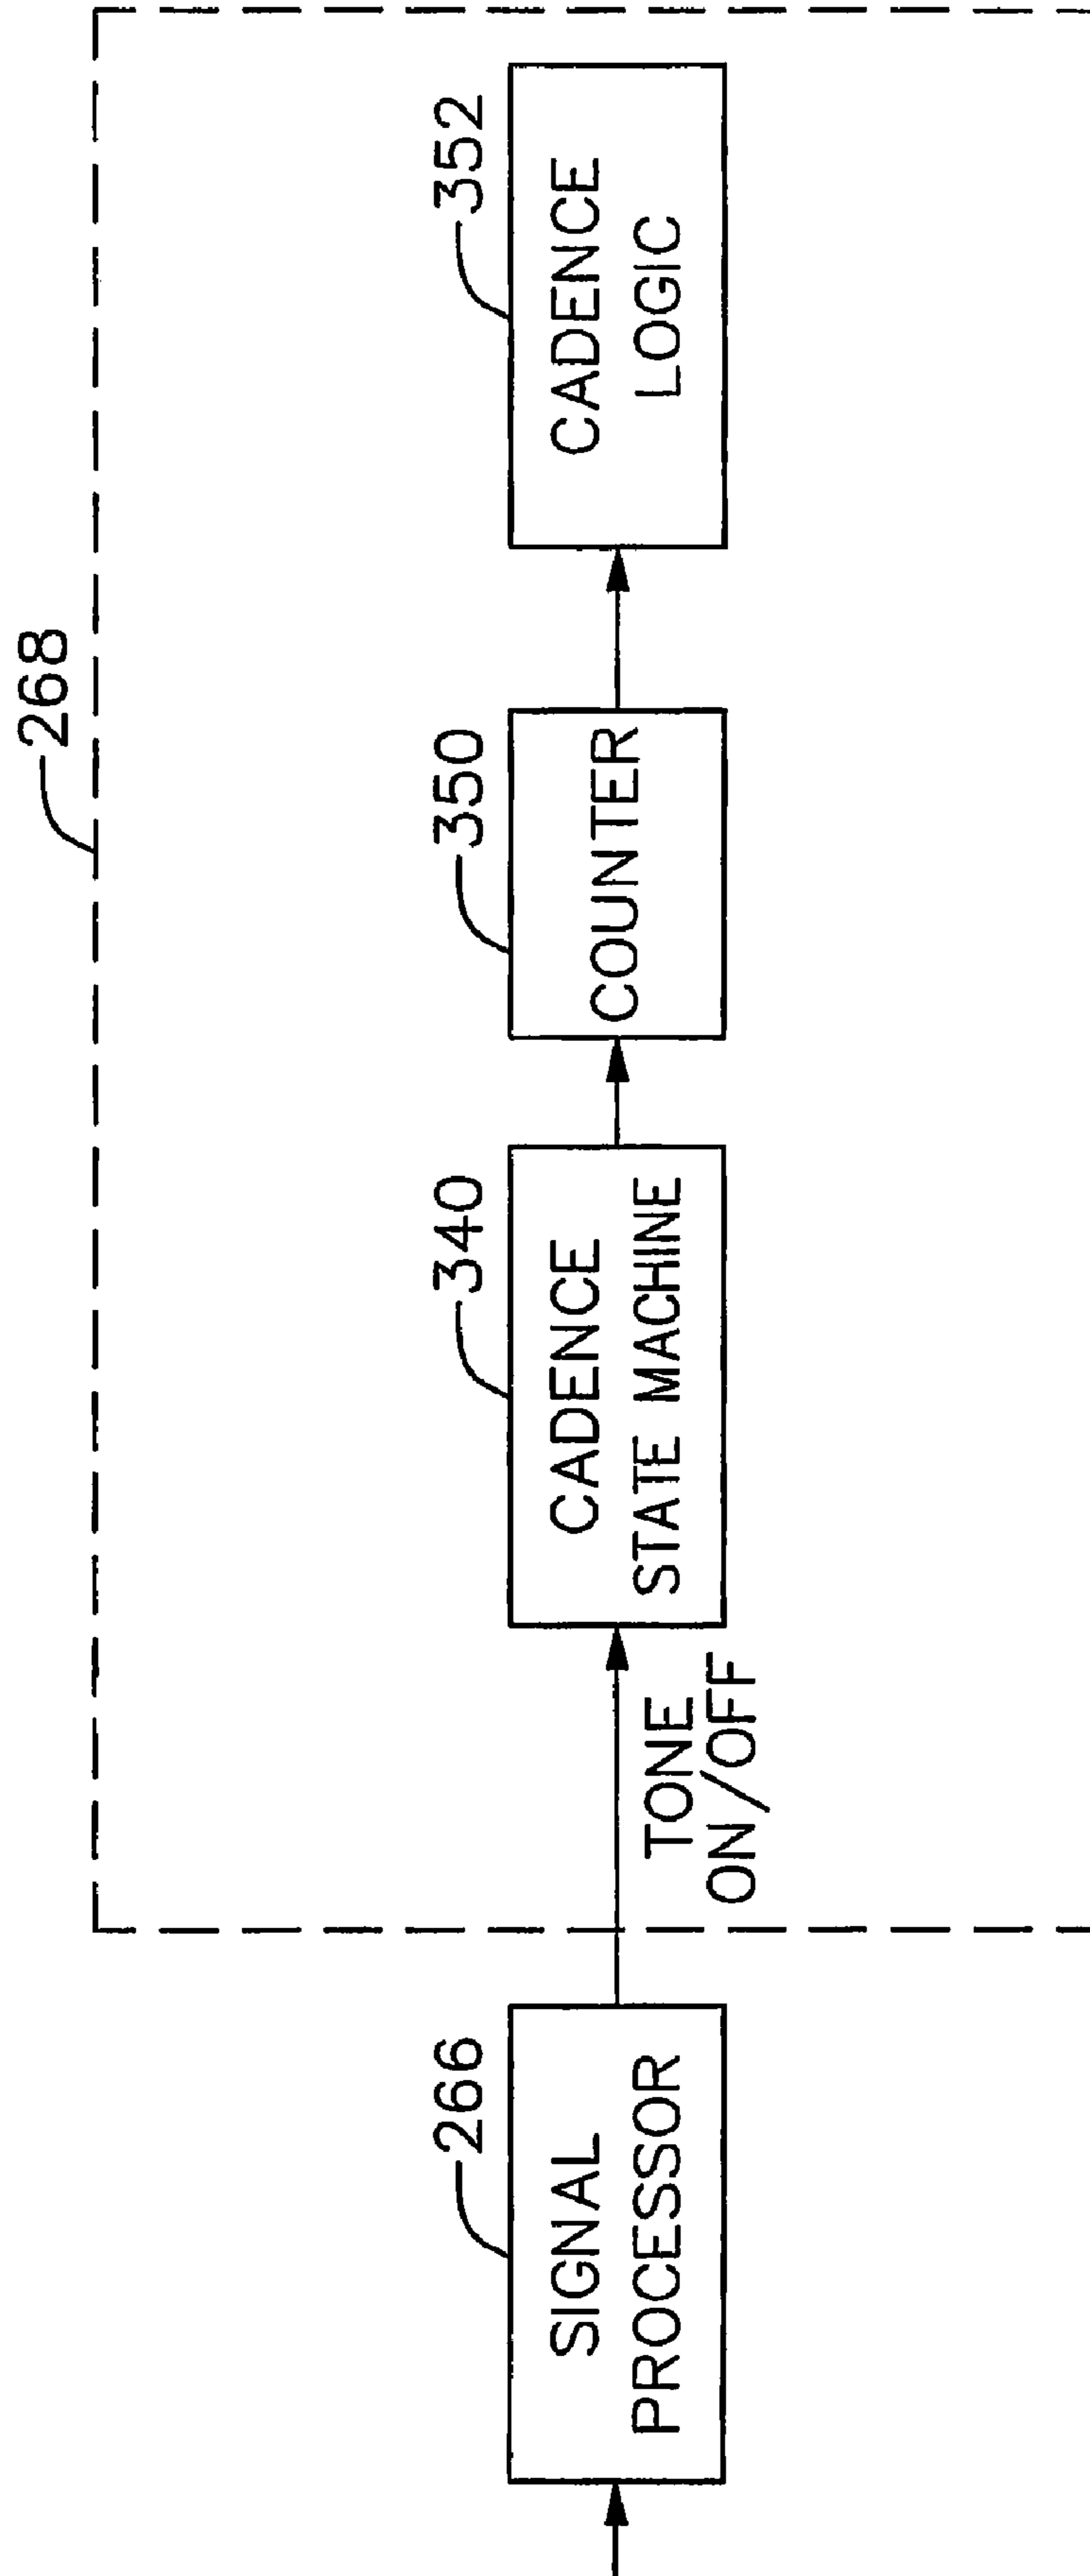 268
266
SIGNAL
PROCESSOR
TONE
ON/OFF
340
CADENCE
STATE MACHINE
350
COUNTER
352
CADENCE
LOGIC